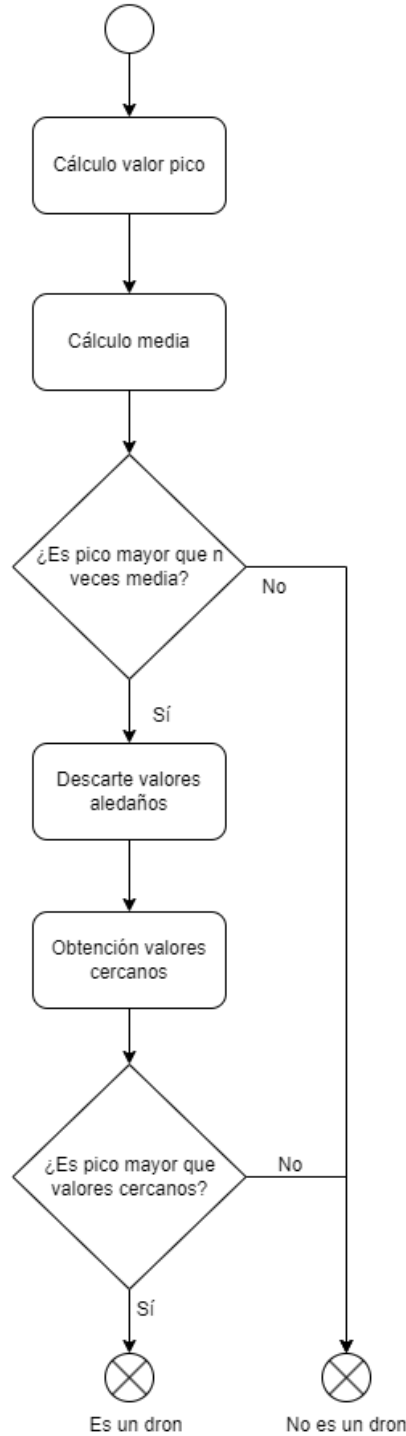 Cálculo valor pico
Cálculo media
¿Es pico mayor que n
veces media?
No
Sí
Descarte valores
aledaños
Obtención valores
cercanos
¿Es pico mayor que
valores cercanos?
No
Sí
Es un dron
No es un dron